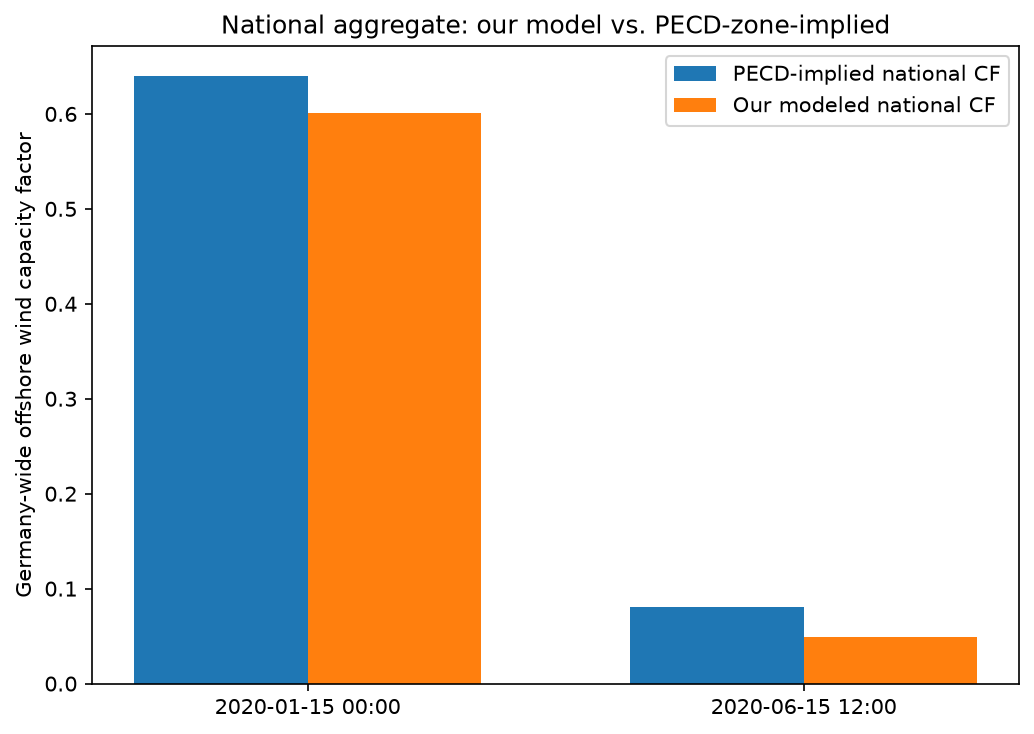 National aggregate: our model vs. PECD-zone-implied
PECD-implied national CF
Our modeled national CF
Germany-wide offshore wind capacity factor
0.6
0.5
0.4
0.3
0.2
0.1
0.0
2020-01-15 00:00
2020-06-15 12:00